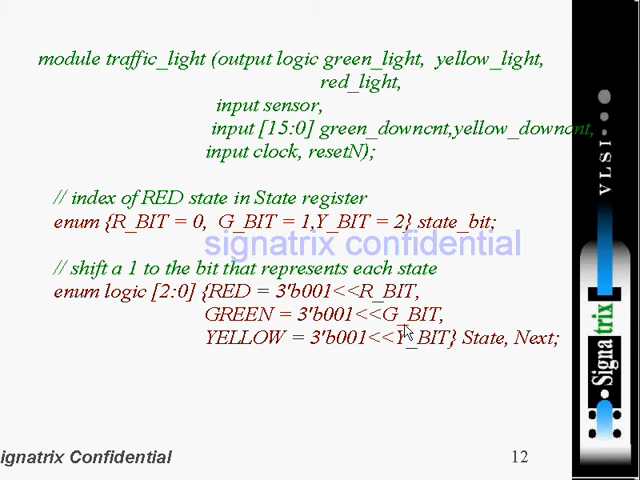 module traffic_light (output logic green_light, yellow_light,
red_light,
input sensor,
input [15:0] green_downcnt,yellow_downcnt,
input clock, resetN);
// index of RED state in State register
enum {R_BIT = 0, G_BIT = 1,Y_BIT = 2} state_bit;
signatrix confidential
// shift a 1 to the bit that represents each state
enum logic [2:0] {RED = 3'b001<<R_BIT,
GREEN = 3'b001<<G_BIT,
YELLOW = 3'b001<<Y_BIT} State, Next;
ignatrix Confidential
12
VLSI
Signatrix